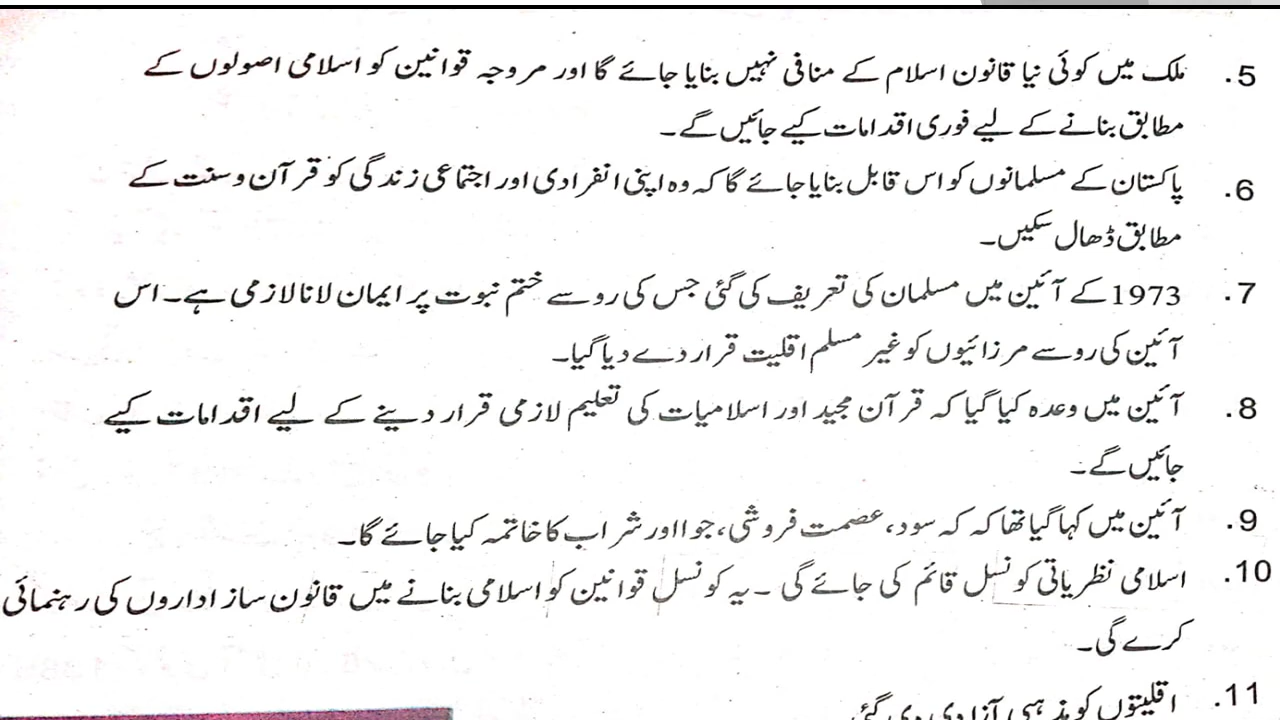 5. ملک میں کوئی نیا قانون اسلام کے منافی نہیں بنایا جائے گا اور مروجہ قوانین کو اسلامی اصولوں کے
مطابق بنانے کے لیے فوری اقدامات کیے جائیں گے۔
6. پاکستان کے مسلمانوں کو اس قابل بنایا جائے گا کہ وہ اپنی انفرادی اور اجتماعی زندگی کو قرآن و سنت کے
مطابق ڈھال سکیں۔
7. 1973 کے آئین میں مسلمان کی تعریف کی گئی جس کی رو سے ختم نبوت پر ایمان لانا لازمی ہے۔ اس
آئین کی رو سے مرزائیوں کو غیر مسلم اقلیت قرار دے دیا گیا۔
8. آئین میں وعدہ کیا گیا کہ قرآن مجید اور اسلامیات کی تعلیم لازمی قرار دینے کے لیے اقدامات کیے
جائیں گے۔
9. آئین میں کہا گیا تھا کہ کہ سود، عصمت فروشی، جوا اور شراب کا خاتمہ کیا جائے گا۔
10. اسلامی نظریاتی کونسل قائم کی جائے گی ۔ یہ کونسل قوانین کو اسلامی بنانے میں قانون ساز اداروں کی رہنمائی
کرے گی۔
11. اقلیتوں کو مذہبی آزادی دی گئی